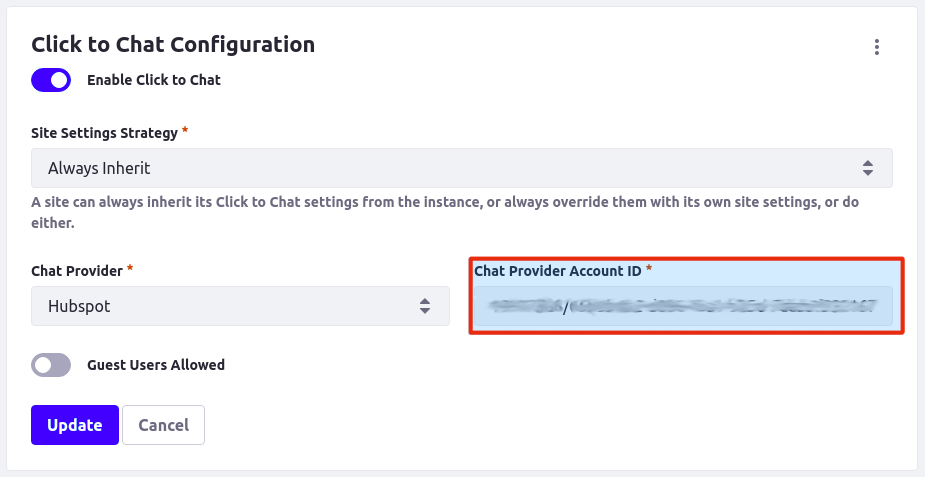 Click to Chat Configuration
Enable Click to Chat
Site Settings Strategy *
Always Inherit
A site can always inherit its Click to Chat settings from the instance, or always override them with its own site settings, or do
either.
Chat Provider *
Chat Provider Account ID *
Hubspot
Guest Users Allowed
Update
Cancel